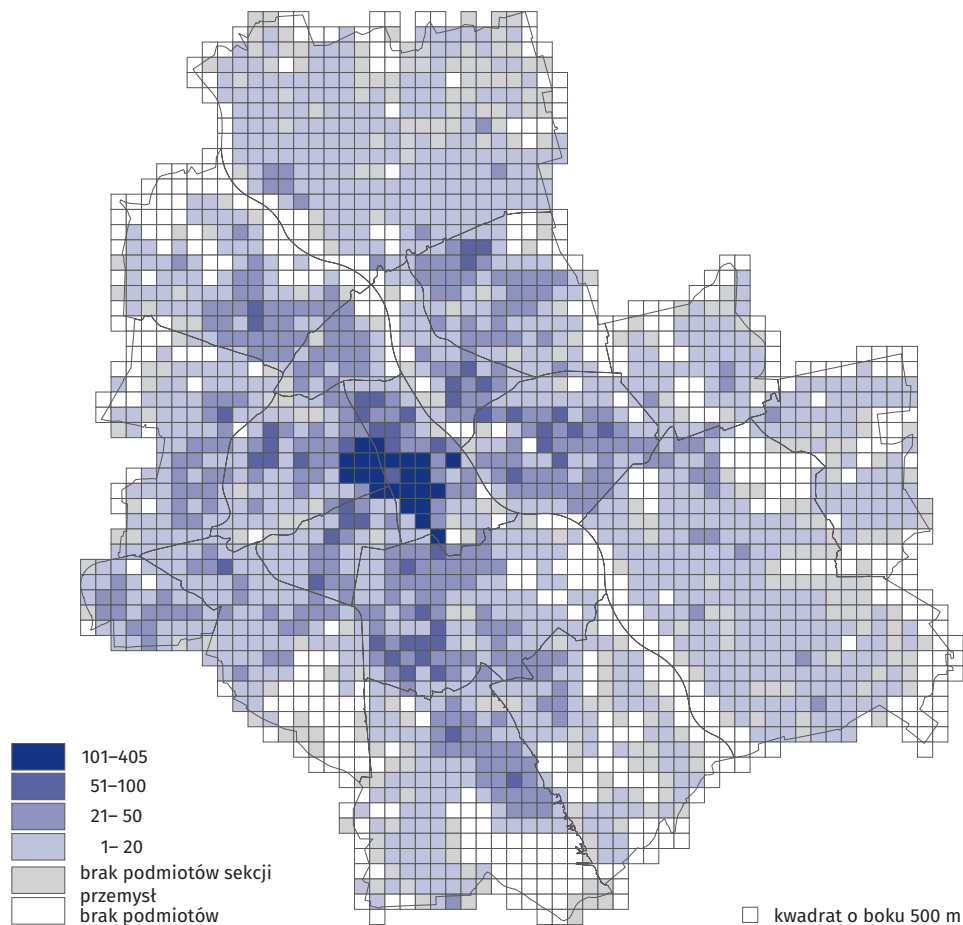 101–405
51–100
21– 50
1– 20
brak podmiotów sekcji
przemysł
brak podmiotów
kwadrat o boku 500 m